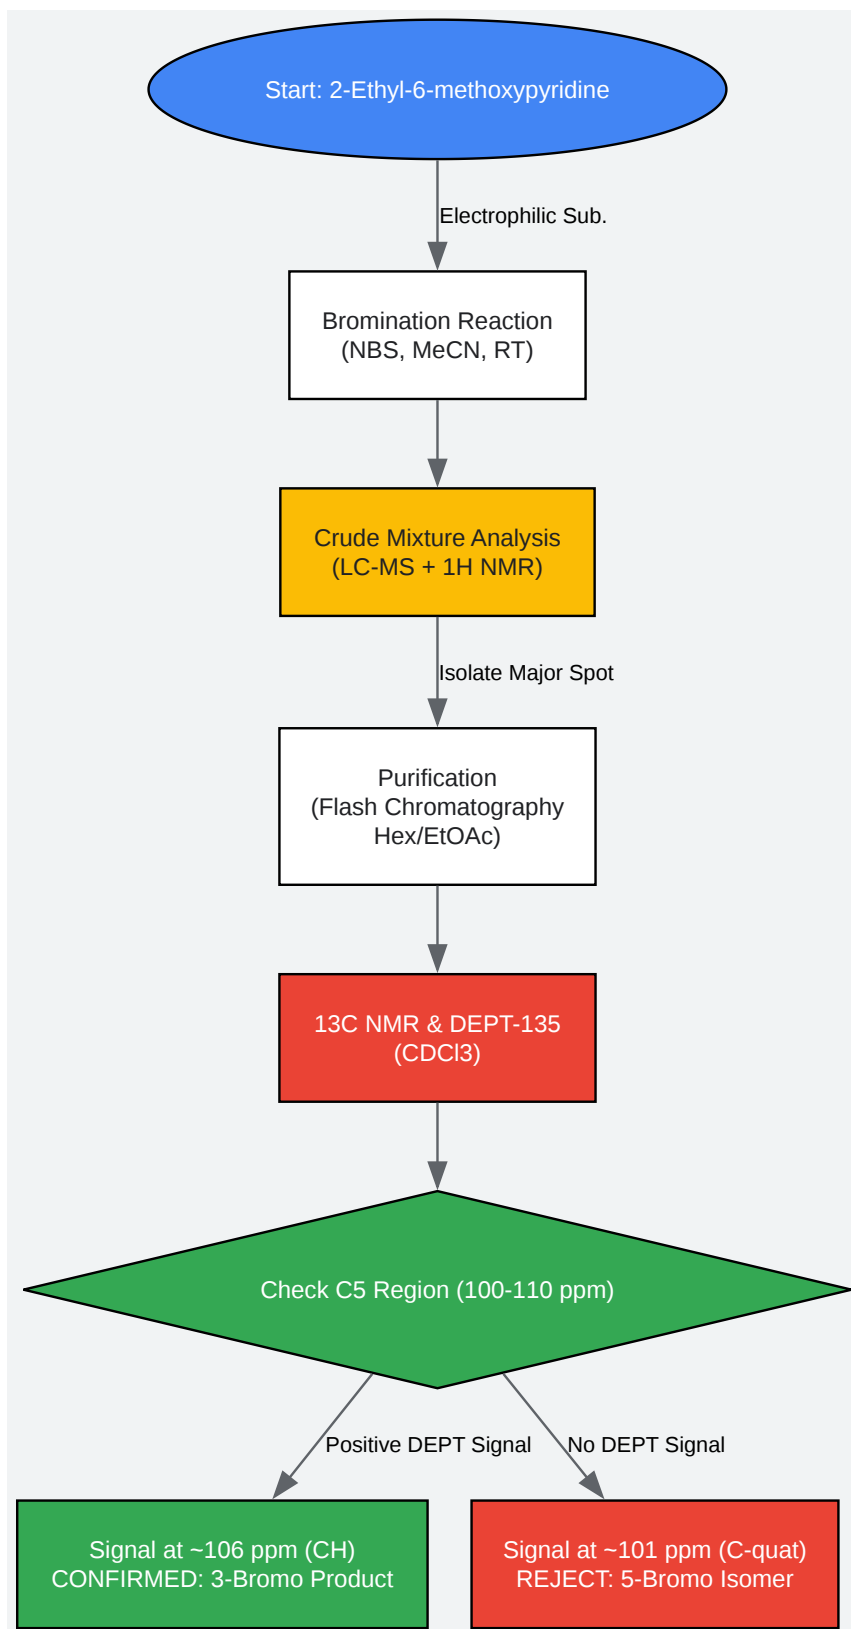 Start: 2-Ethyl-6-methoxypyridine
Electrophilic Sub.
Bromination Reaction
(NBS, MeCN, RT)
Crude Mixture Analysis
(LC-MS + 1H NMR)
Isolate Major Spot
Purification
(Flash Chromatography
Hex/EtOAc)
13C NMR & DEPT-135
(CDCl3)
Check C5 Region (100-110 ppm)
Positive DEPT Signal
No DEPT Signal
Signal at ~106 ppm (CH)
CONFIRMED: 3-Bromo Product
Signal at ~101 ppm (C-quat)
REJECT: 5-Bromo Isomer